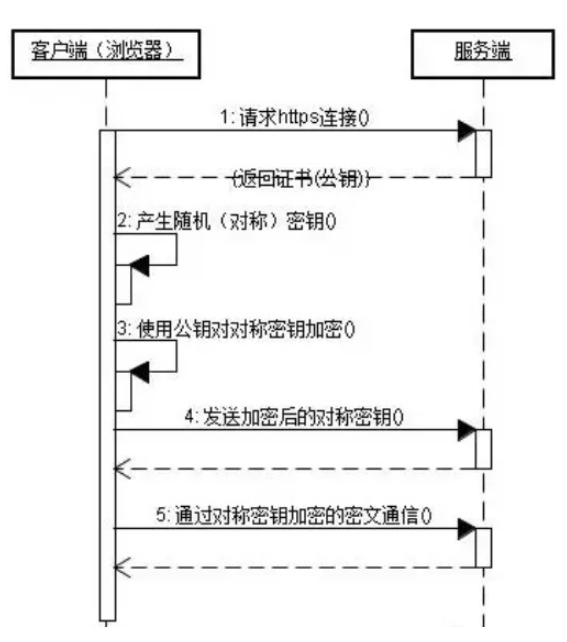 客户端（浏览器）
服务端
1: 请求https连接()
(返回证书(公钥))
2: 产生随机（对称）密钥()
3: 使用公钥对对称密钥加密()
4: 发送加密后的对称密钥()
5: 通过对称密钥加密的密文通信()